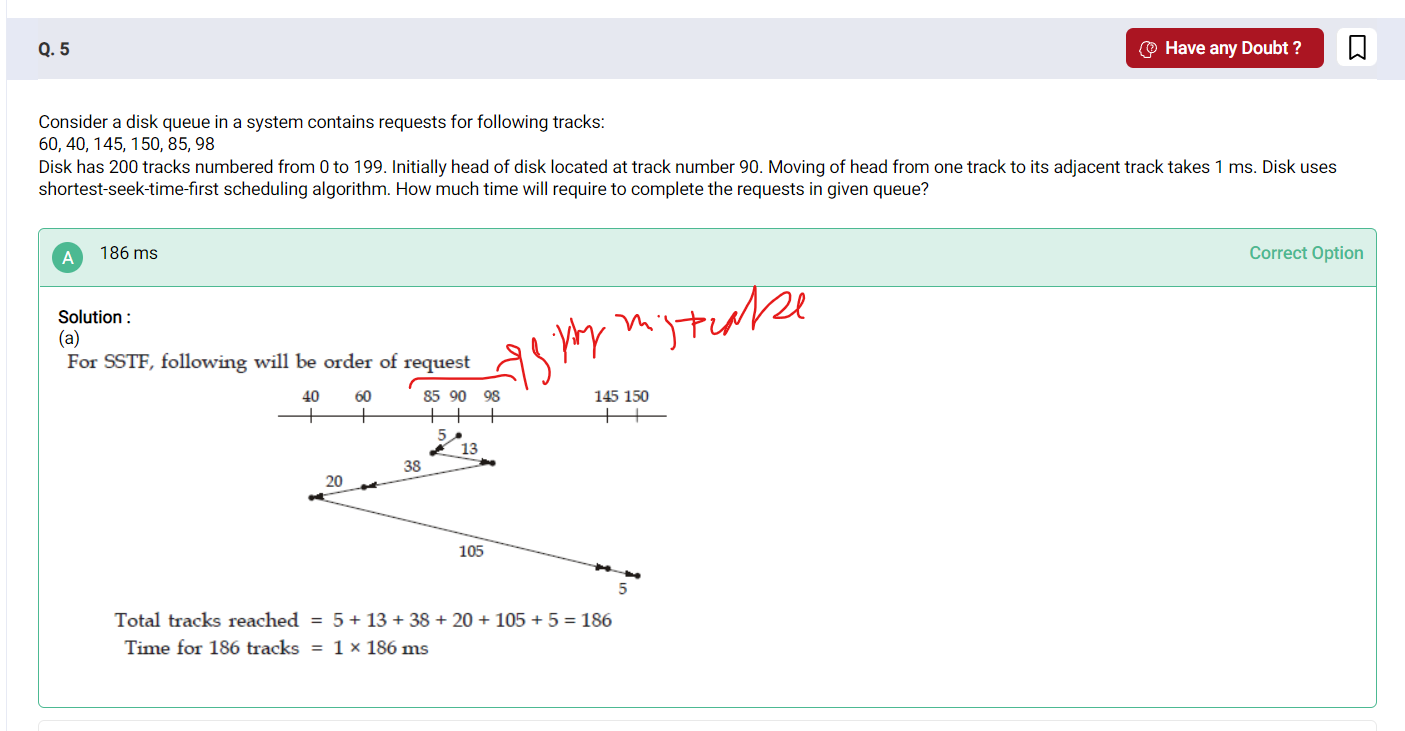 Q. 5
Have any Doubt ?
Consider a disk queue in a system contains requests for following tracks:
60, 40, 145, 150, 85, 98
Disk has 200 tracks numbered from 0 to 199. Initially head of disk located at track number 90. Moving of head from one track to its adjacent track takes 1 ms. Disk uses
shortest-seek-time-first scheduling algorithm. How much time will require to complete the requests in given queue?
A 186 ms
Correct Option
Solution :
(a)
For SSTF, following will be order of request
mistake
40 60 85 90 98 145 150
5
13
38
20
105
5
Total tracks reached = 5 + 13 + 38 + 20 + 105 + 5 = 186
Time for 186 tracks = 1 × 186 ms